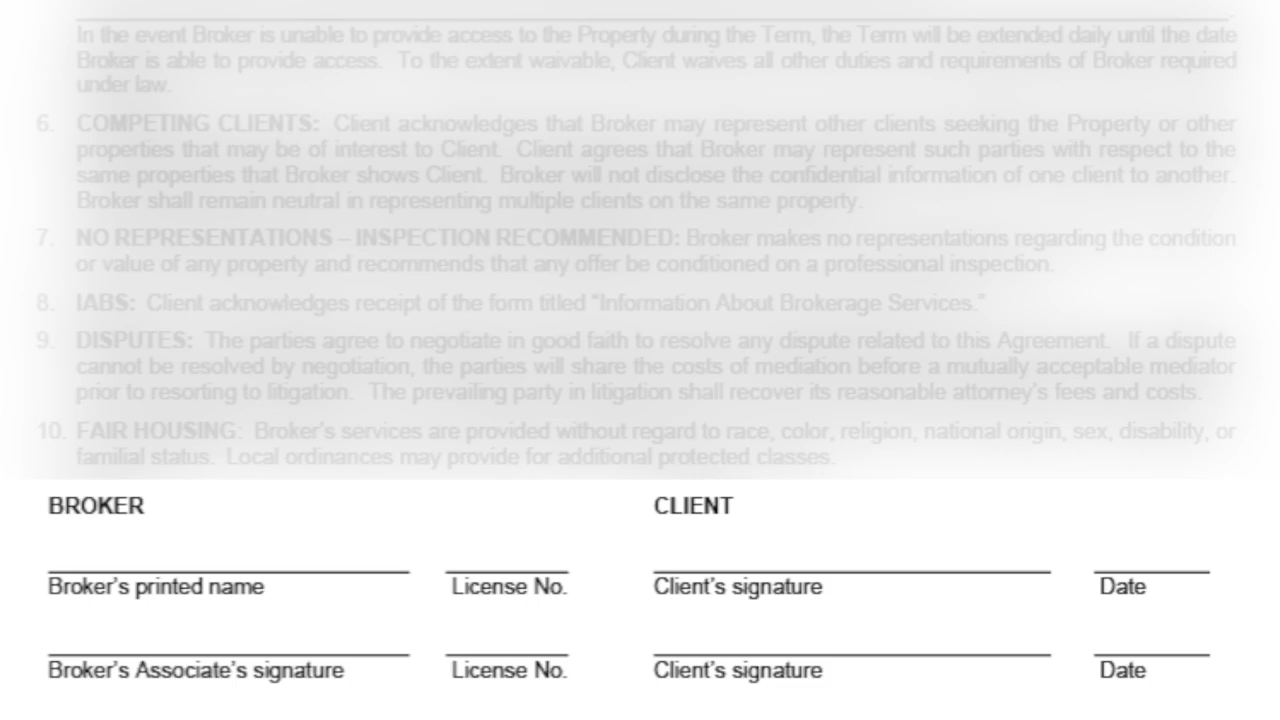 In the event Broker is unable to provide access to the Property during the Term, the Term will be extended daily until the date
Broker is able to provide access.  To the extent waivable, Client waives all other duties and requirements of Broker required
under law.
6. COMPETING CLIENTS: Client acknowledges that Broker may represent other clients seeking the Property or other
properties that may be of interest to Client. Client agrees that Broker may represent such parties with respect to the
same properties that Broker shows Client. Broker will not disclose the confidential information of one client to another.
Broker shall remain neutral in representing multiple clients on the same property.
7. NO REPRESENTATIONS – INSPECTION RECOMMENDED: Broker makes no representations regarding the condition
or value of any property and recommends that any offer be conditioned on a professional inspection.
8. IABS: Client acknowledges receipt of the form titled “Information About Brokerage Services.”
9. DISPUTES: The parties agree to negotiate in good faith to resolve any dispute related to this Agreement. If a dispute
cannot be resolved by negotiation, the parties will share the costs of mediation before a mutually acceptable mediator
prior to resorting to litigation. The prevailing party in litigation shall recover its reasonable attorney’s fees and costs.
10. FAIR HOUSING: Broker’s services are provided without regard to race, color, religion, national origin, sex, disability, or
familial status. Local ordinances may provide for additional protected classes.
BROKER CLIENT
Broker’s printed name License No. Client’s signature Date
Broker’s Associate’s signature License No. Client’s signature Date